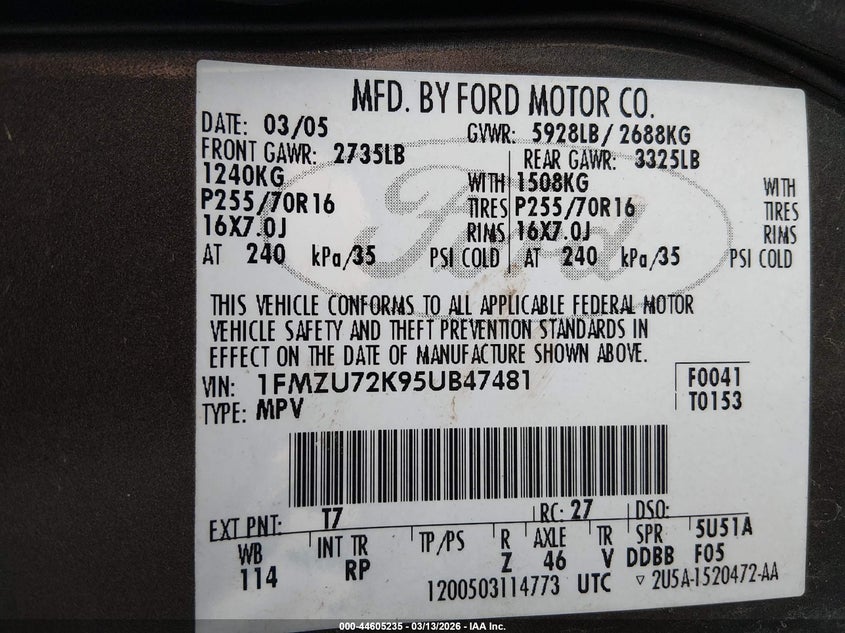 MFD. BY FORD MOTOR CO.
DATE: 03/05 GVWR: 5928LB/ 2688KG
FRONT GAWR: 2735LB REAR GAWR: 3325LB
1240KG WITH 1508KG WITH
P255/70R16 TIRES P255/70R16 TIRES
16X7.0J RIMS 16X7.0J RIMS
AT 240 kPa/35 PSI COLD AT 240 kPa/35 PSI COLD
Ford
THIS VEHICLE CONFORMS TO ALL APPLICABLE FEDERAL MOTOR
VEHICLE SAFETY AND THEFT PREVENTION STANDARDS IN
EFFECT ON THE DATE OF MANUFACTURE SHOWN ABOVE.
VIN: 1FMZU72K95UB47481 F0041
TYPE: MPV T0153
EXT PNT: T7 RC: 27 DSO:
WB INT TR TP/PS R AXLE TR SPR 5U51A
114 RP Z 46 V DDBB F05
1200503114773 UTC ▽ 2U5A-1520472-AA
000-44605235 - 03/13/2026 - IAA Inc.